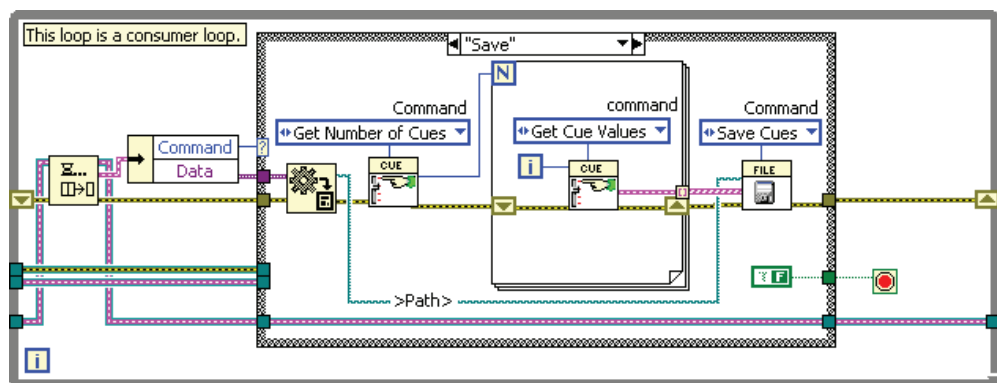 This loop is a consumer loop.
"Save"
N
Command
command
Command
Get Number of Cues
Get Cue Values
Save Cues
Command
?
Data
i
CUE
CUE
FILE
F
>Path>
i